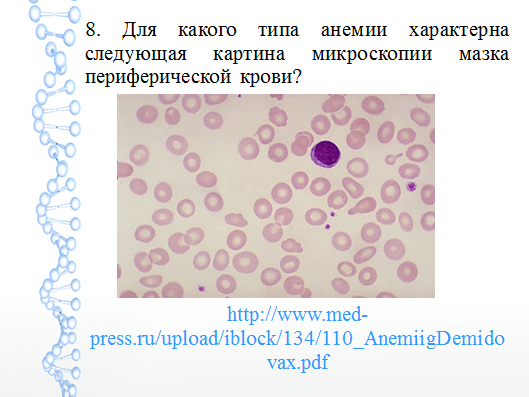 8. Для какого типа анемии характерна
следующая картина микроскопии мазка
периферической крови?
http://www.med-
press.ru/upload/iblock/134/110_AnemiigDemido
vax.pdf